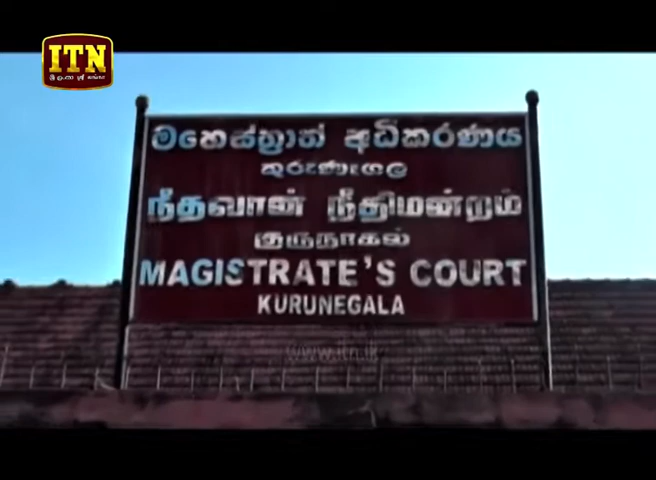 ITN
මහෙස්ත්‍රාත් අධිකරණය
කුරුණෑගල
நீதவான் நீதிமன்றம்
குருநாகல்
MAGISTRATE'S COURT
KURUNEGALA
www.itn.lk